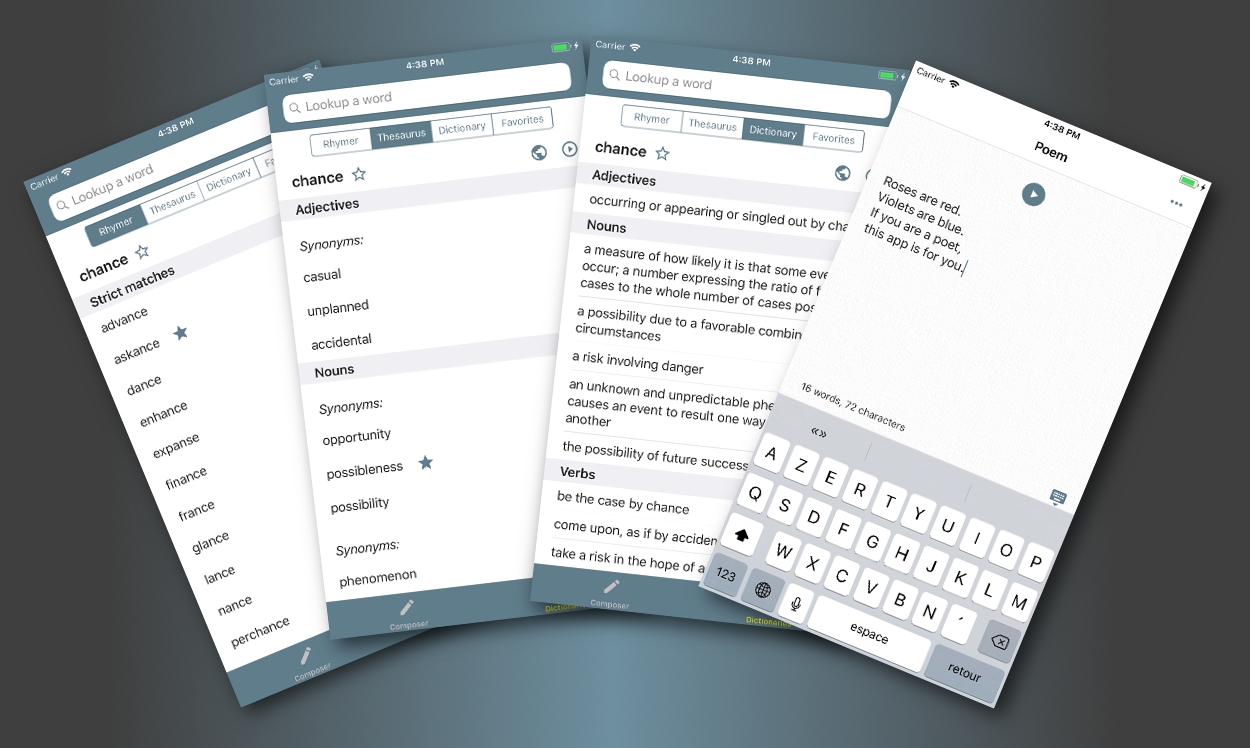 Carrier
4:38 PM
Lookup a word
Rhymer Thesaurus Dictionary
chance
Strict matches
advance
askance
dance
enhance
expanse
finance
france
glance
lance
nance
perchance
Composer
Carrier
4:38 PM
Lookup a word
Rhymer Thesaurus Dictionary Favorites
chance
Adjectives
Synonyms:
casual
unplanned
accidental
Nouns
Synonyms:
opportunity
possibleness
possibility
Synonyms:
phenomenon
Composer
Carrier
4:38 PM
Lookup a word
Rhymer Thesaurus Dictionary Favorites
chance
Adjectives
occurring or appearing or singled out by cha
Nouns
a measure of how likely it is that some eve
occur; a number expressing the ratio of f
cases to the whole number of cases pos
a possibility due to a favorable combin
circumstances
a risk involving danger
an unknown and unpredictable phe
causes an event to result one way
another
the possibility of future success
Verbs
be the case by chance
come upon, as if by acciden
take a risk in the hope of a
Composer
Dictionaries
Carrier
4:38 PM
Poem
Roses are red.
Violets are blue.
If you are a poet,
this app is for you.
16 words, 72 characters
«»
A Z E R T Y U I O P
Q S D F G H J K L M
W X C V B N ´
123 espace retour